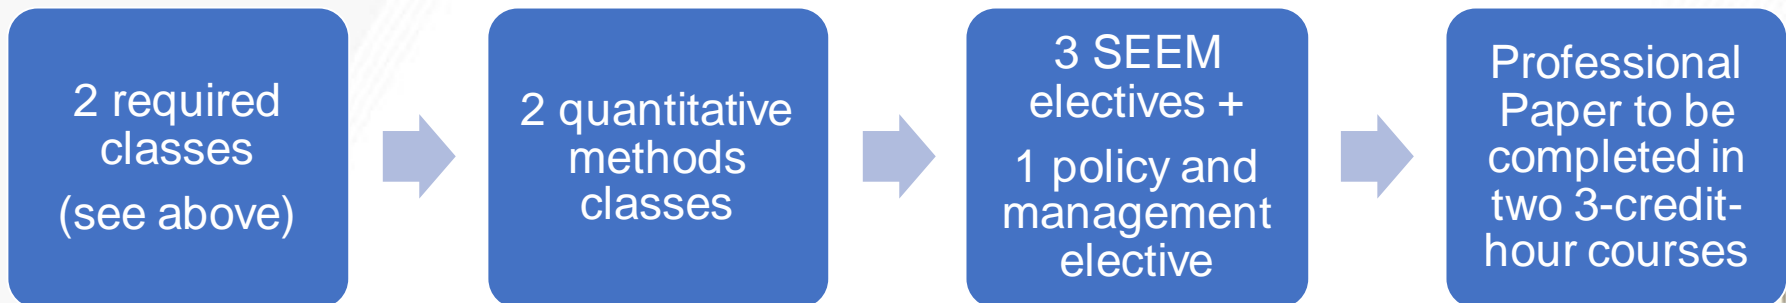 2 required
classes
(see above)
2 quantitative
methods
classes
3 SEEM
electives +
1 policy and
management
elective
Professional
Paper to be
completed in
two 3-credit-
hour courses